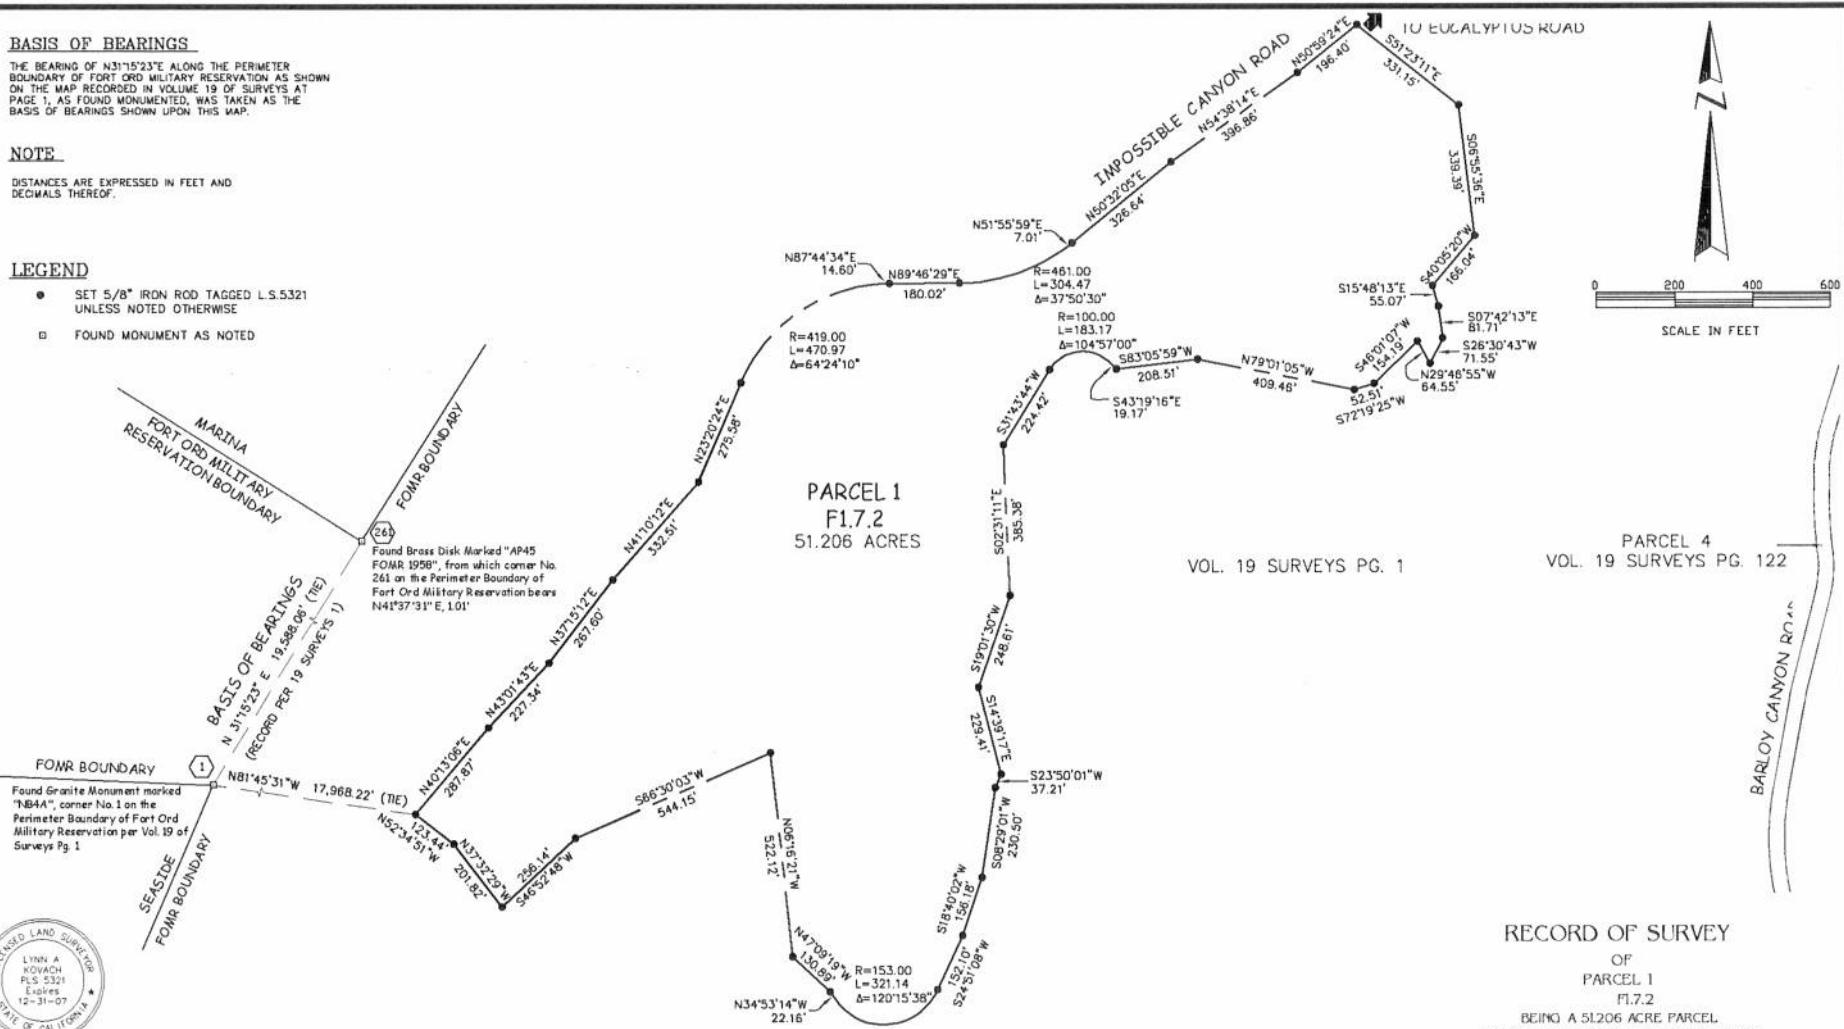 BASIS OF BEARINGS
THE BEARING OF N31°15'23"E ALONG THE PERIMETER
BOUNDARY OF FORT ORD MILITARY RESERVATION AS SHOWN
ON THE MAP RECORDED IN VOLUME 19 OF SURVEYS AT
PAGE 1, AS FOUND MONUMENTED, WAS TAKEN AS THE
BASIS OF BEARINGS SHOWN UPON THIS MAP.
NOTE
DISTANCES ARE EXPRESSED IN FEET AND
DECIMALS THEREOF.
LEGEND
SET 5/8" IRON ROD TAGGED L.S.5321
UNLESS NOTED OTHERWISE
FOUND MONUMENT AS NOTED
TO EUCALYPTUS ROAD
IMPOSSIBLE CANYON ROAD
N50°59'24"E
196.40'
S51°23'11"E
331.15'
N54°38'14"E
396.86'
N50°32'05"E
326.64'
N51°55'59"E
7.01'
N87°44'34"E
14.60'
N89°46'29"E
180.02'
R=461.00
L=304.47
Δ=37°50'30"
R=419.00
L=470.97
Δ=64°24'10"
R=100.00
L=183.17
Δ=104°57'00"
S06°55'36"E
339.39'
S40°05'20"W
166.04'
S15°48'13"E
55.07'
S07°42'13"E
81.71'
S26°30'43"W
71.55'
N29°48'55"W
64.55'
S46°01'07"W
154.19'
52.51'
S72°19'25"W
N79°01'05"W
409.46'
S83°05'59"W
208.51'
S43°19'16"E
19.17'
S31°43'44"W
224.42'
0 200 400 600
SCALE IN FEET
MARINA
FORT ORD MILITARY
RESERVATION BOUNDARY
FOMR BOUNDARY
261
Found Brass Disk Marked "AP45
FOMR 1958", from which corner No.
261 on the Perimeter Boundary of
Fort Ord Military Reservation bears
N41°37'31" E, 1.01'
N23°20'24"E
275.58'
N41°10'12"E
332.51'
N37°15'12"E
267.60'
N43°01'43"E
227.34'
N40°13'06"E
287.87'
PARCEL 1
F1.7.2
51.206 ACRES
S02°31'11"E
385.38'
VOL. 19 SURVEYS PG. 1
PARCEL 4
VOL. 19 SURVEYS PG. 122
BARLOY CANYON
BASIS OF BEARINGS
N 31°15'23" E 19,588.06' (TIE)
(RECORD PER 19 SURVEYS 1)
FOMR BOUNDARY
1
N81°45'31"W 17,968.22' (TIE)
Found Granite Monument marked
"NB4A", corner No. 1 on the
Perimeter Boundary of Fort Ord
Military Reservation per Vol. 19 of
Surveys Pg. 1
SEASIDE
FOMR BOUNDARY
123.44'
N52°34'51"W
N37°32'29"W
201.82'
256.14'
S46°52'48"W
S66°30'03"W
544.15'
N06°16'21"W
522.12'
N47°09'19"W
130.89'
N34°53'14"W
22.16'
R=153.00
L=321.14
Δ=120°15'38"
S19°01'30"W
248.61'
S14°39'17"E
229.41'
S23°50'01"W
37.21'
S08°29'01"W
230.50'
S18°40'02"W
156.18'
152.10'
S24°51'08"W
LAND SURVEYOR
LYNN A
KOVACH
PLS 5321
Expires
12-31-07
STATE OF CALIFORNIA
RECORD OF SURVEY
OF
PARCEL 1
F1.7.2
BEING A 51.206 ACRE PARCEL